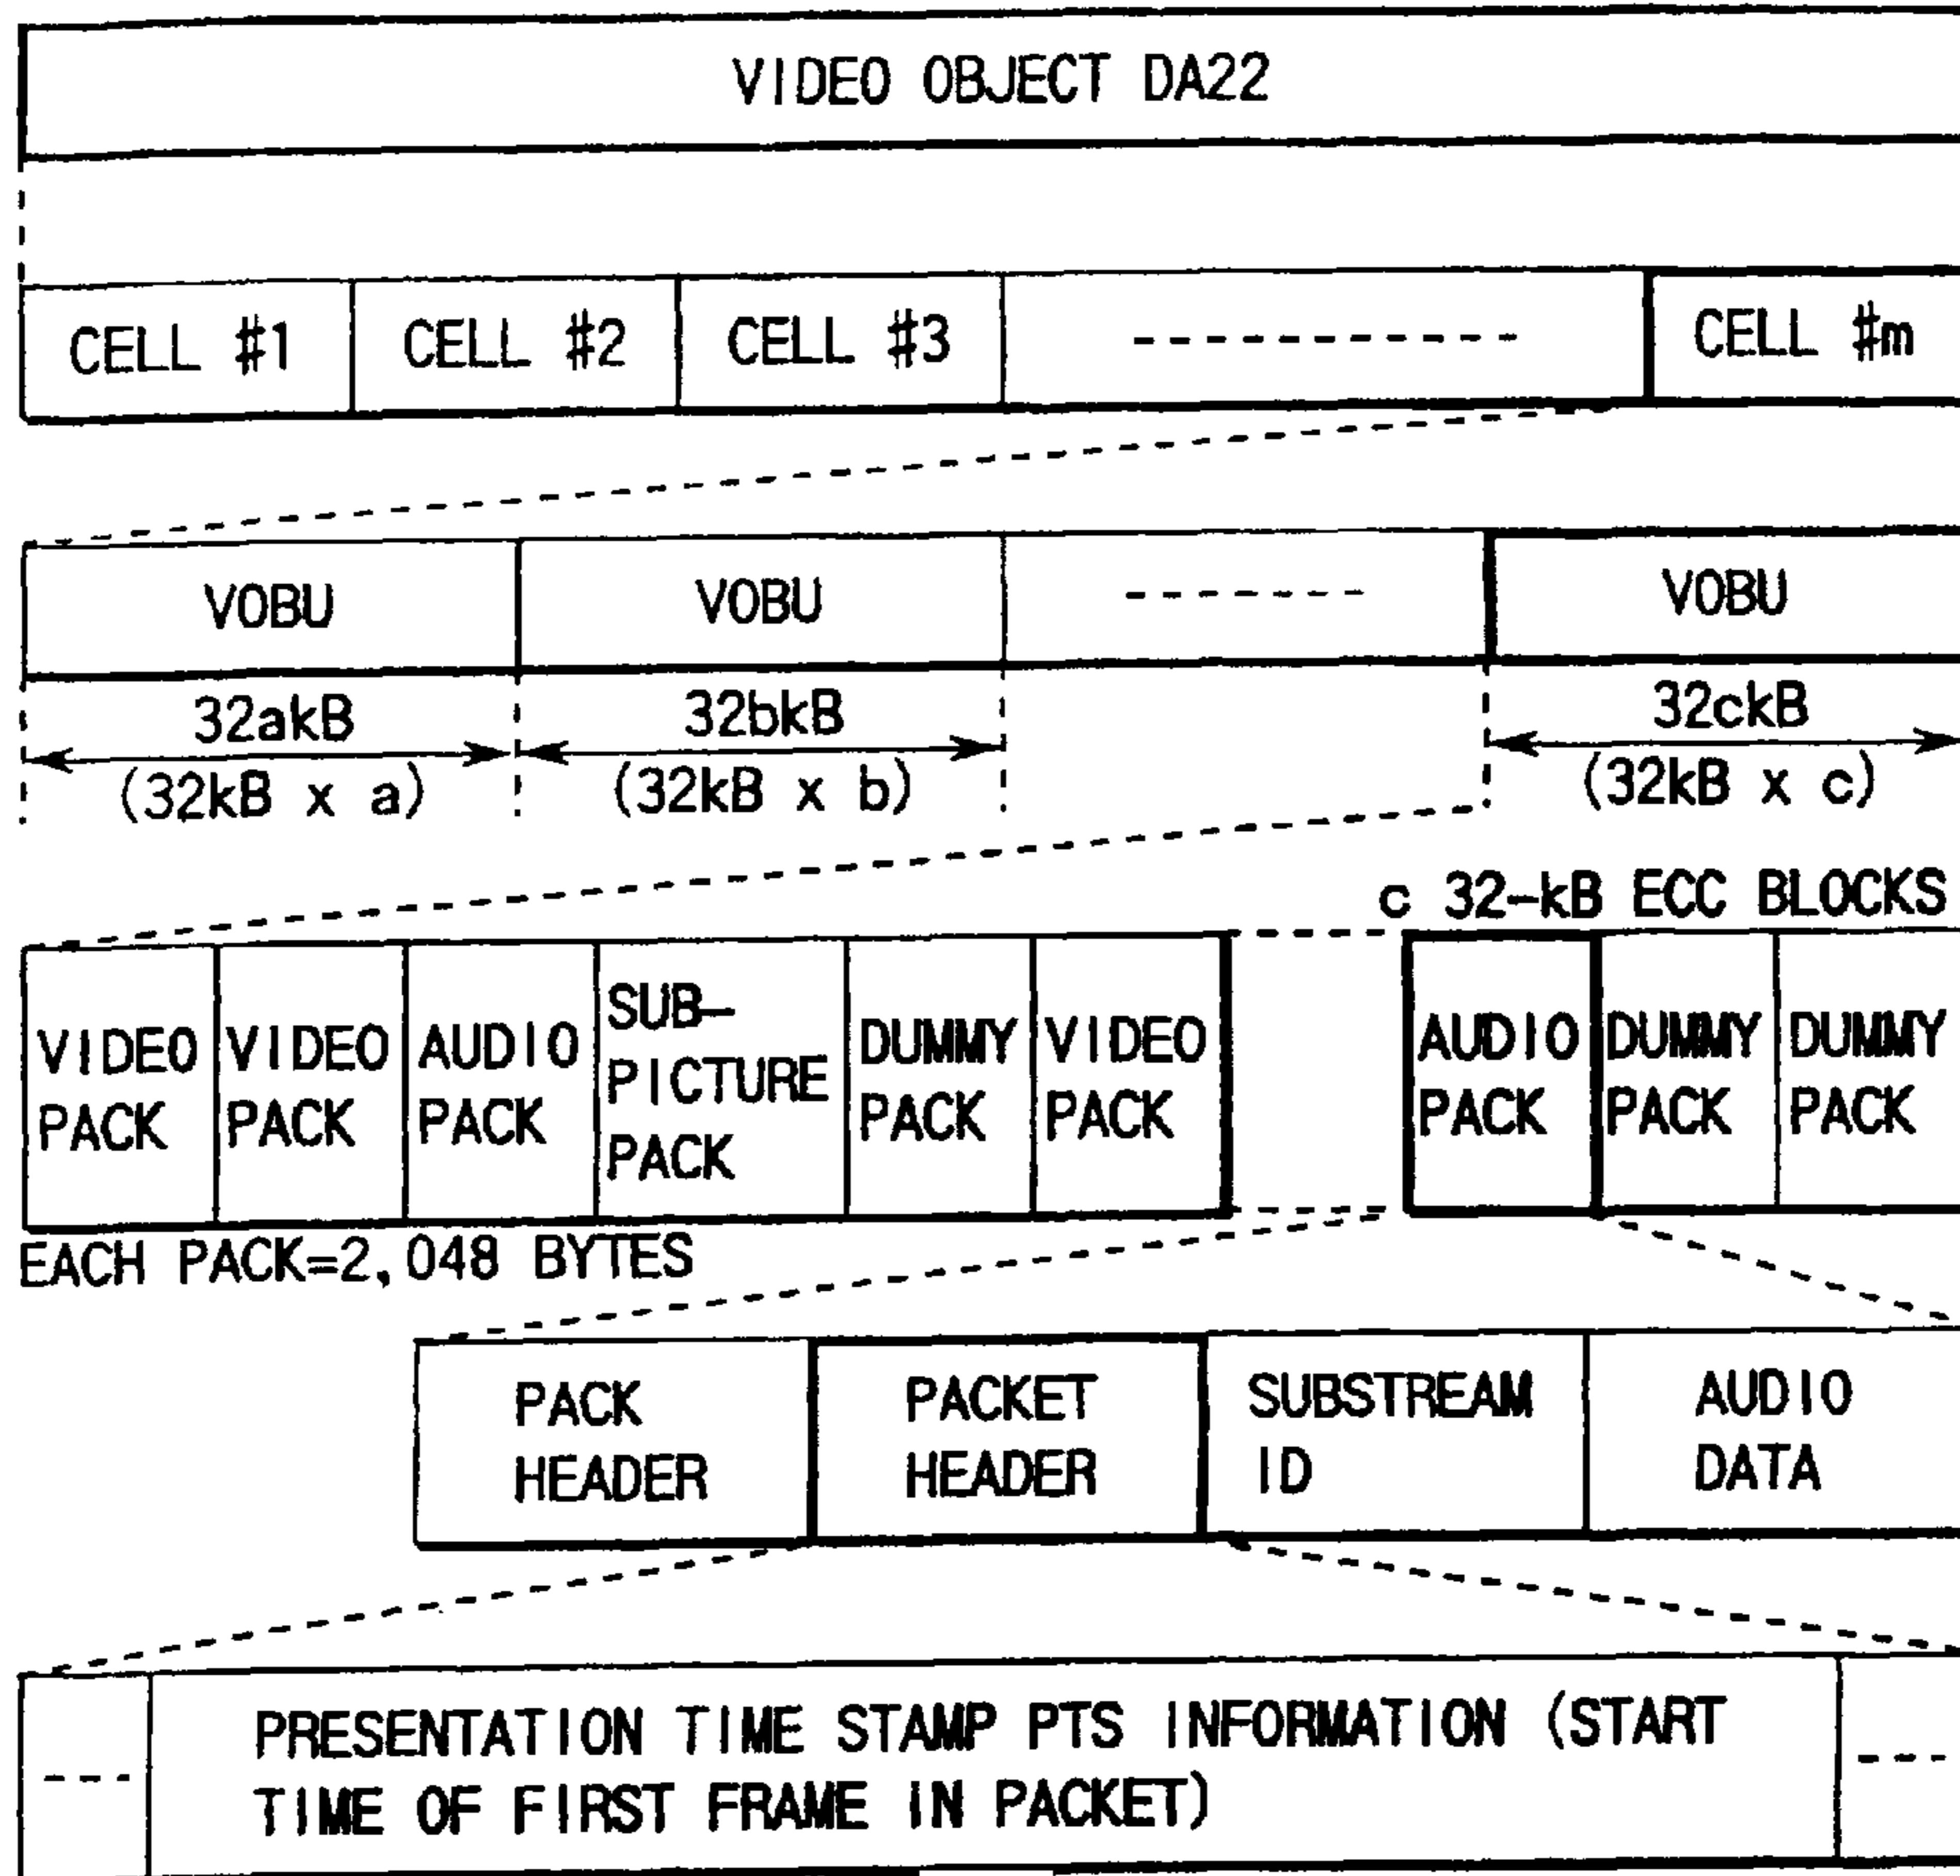 VIDEO OBJECT DA22
CELL #1 CELL #2 CELL #3 CELL #m
VOBU VOBU VOBU
32akB 32bkB 32ckB
(32kB x a) (32kB x b) (32kB x c)
c 32-kB ECC BLOCKS
VIDEO
PACK
VIDEO
PACK
AUDIO
PACK
SUB-
PICTURE
PACK
DUMMY
PACK
VIDEO
PACK
AUDIO
PACK
DUMMY
PACK
DUMMY
PACK
EACH PACK=2,048 BYTES
PACK
HEADER
PACKET
HEADER
SUBSTREAM
ID
AUDIO
DATA
PRESENTATION TIME STAMP PTS INFORMATION (START
TIME OF FIRST FRAME IN PACKET)